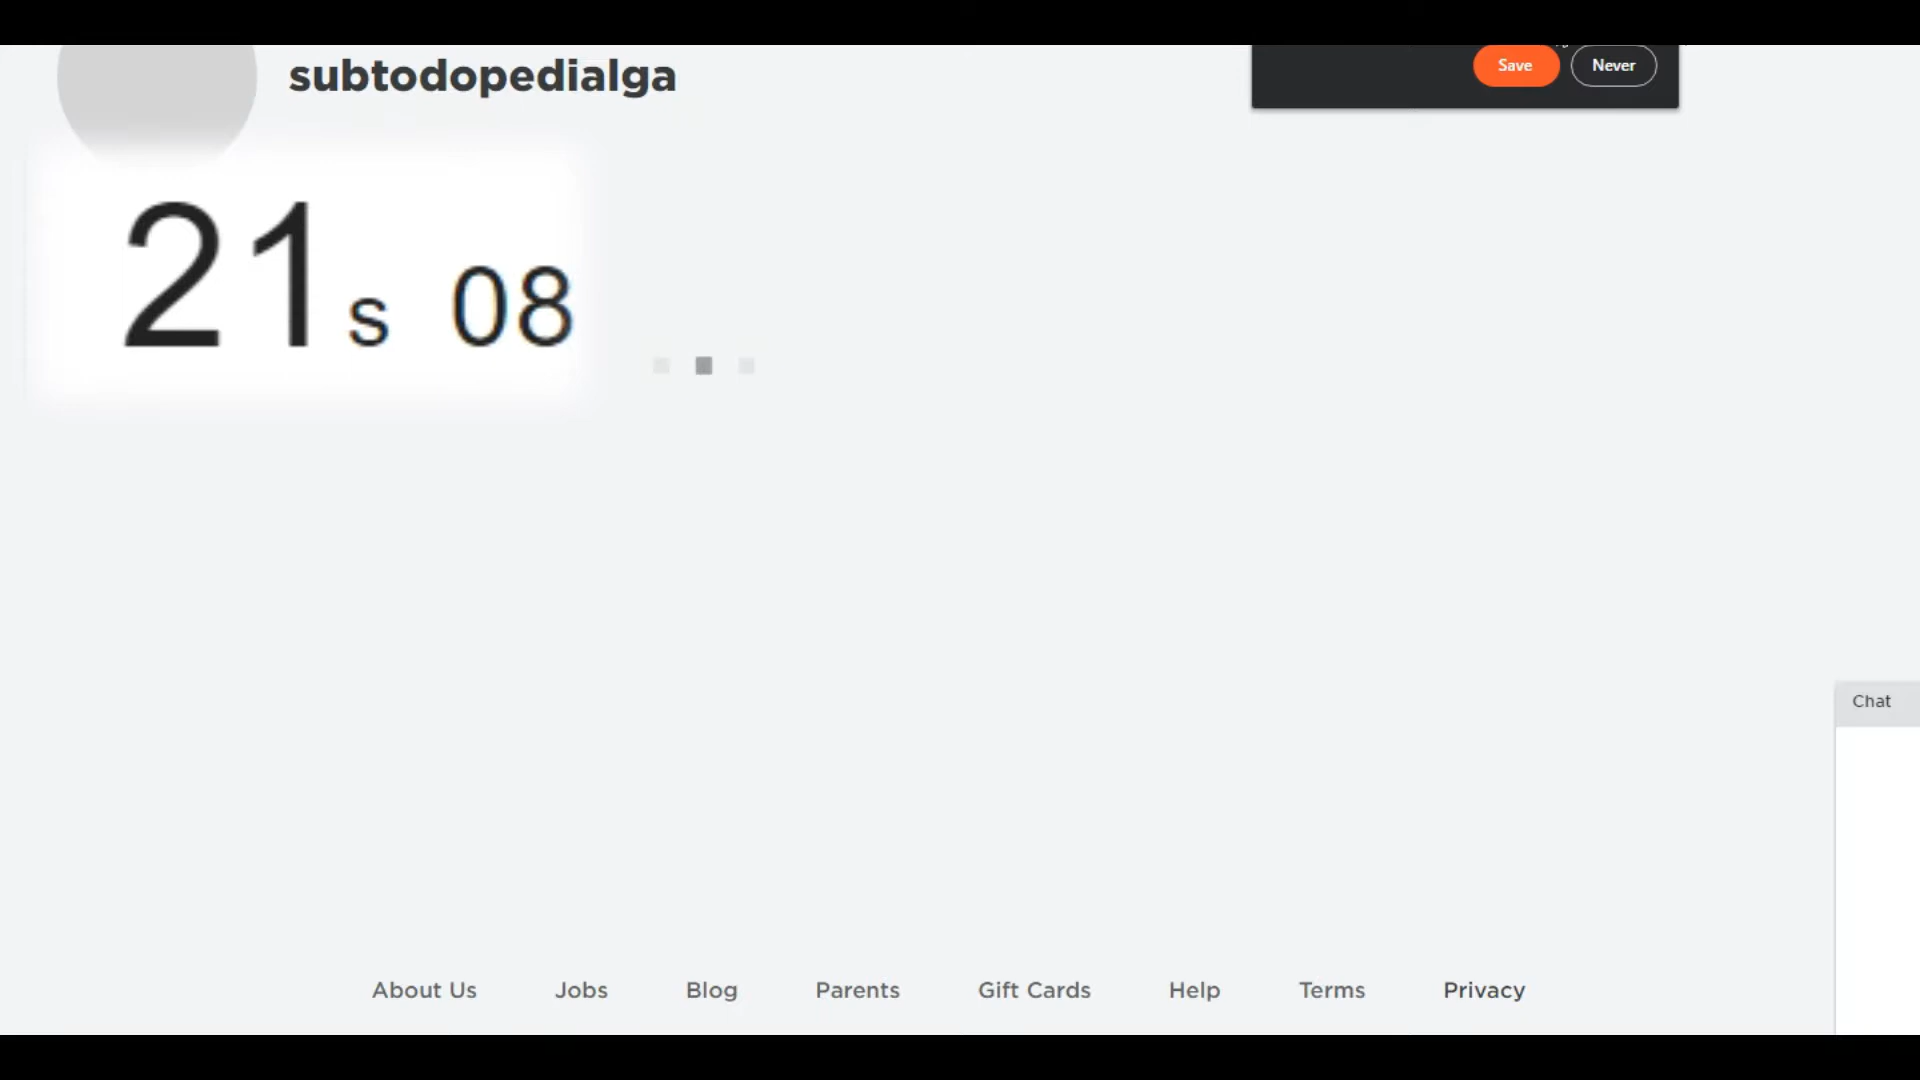 subtodopedialga
Save
Never
21s 08
Chat
About Us
Jobs
Blog
Parents
Gift Cards
Help
Terms
Privacy